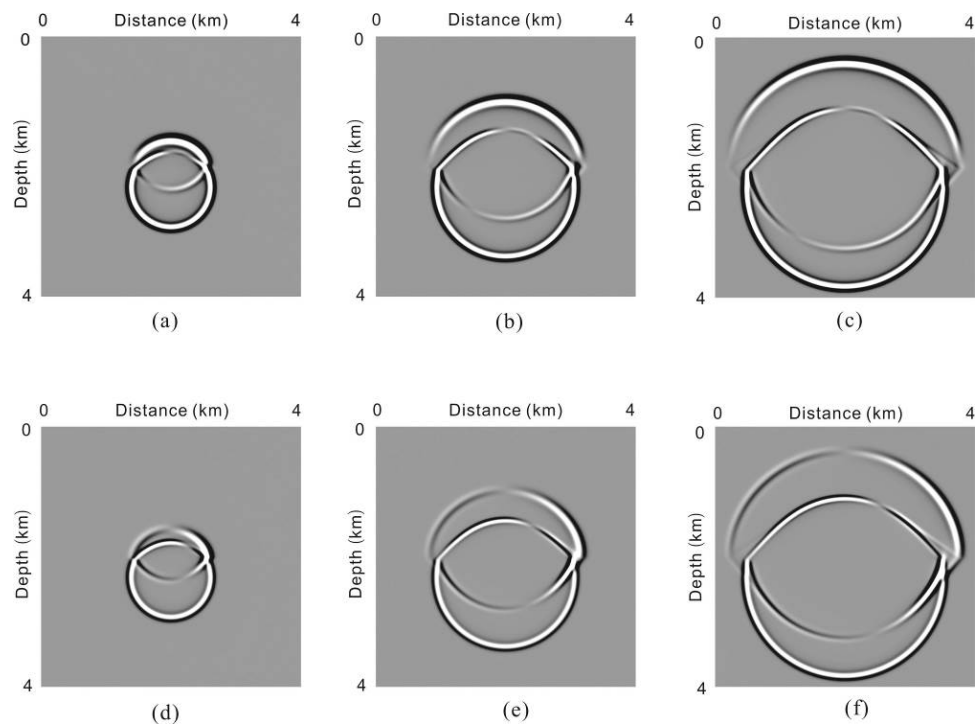 0 Distance (km) 4 0 Distance (km) 4 0 Distance (km) 4
0 0 0
Depth (km) Depth (km) Depth (km)
4 4 4
(a) (b) (c)
0 Distance (km) 4 0 Distance (km) 4 0 Distance (km) 4
0 0 0
Depth (km) Depth (km) Depth (km)
4 4 4
(d) (e) (f)